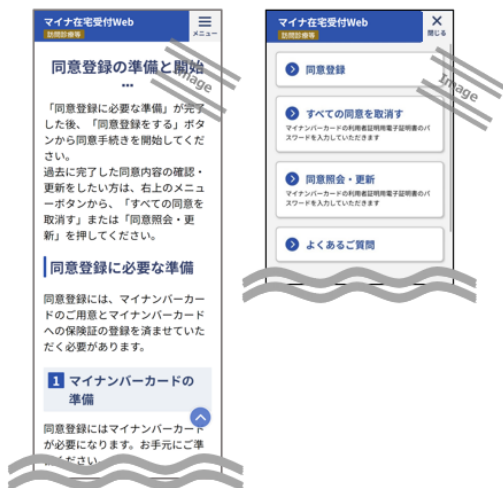 マイナ在宅受付Web
訪問診療等
メニュー
同意登録の準備と開始
Image
「同意登録に必要な準備」が完了
した後、「同意登録をする」ボタ
ンから同意手続きを開始してくだ
さい。
過去に完了した同意内容の確認・
更新をしたい方は、右上のメニュ
ーボタンから、「すべての同意を
取消す」または「同意照会・更
新」を押してください。
同意登録に必要な準備
同意登録には、マイナンバーカー
ドのご用意とマイナンバーカード
への保険証の登録を済ませていた
だく必要があります。
1 マイナンバーカードの
準備
同意登録にはマイナンバーカード
が必要になります。お手元にご準
ください。
マイナ在宅受付Web
訪問診療等
閉じる
Image
同意登録
すべての同意を取消す
マイナンバーカードの利用者証明用電子証明書のパ
スワードを入力していただきます
同意照会・更新
マイナンバーカードの利用者証明用電子証明書のパ
スワードを入力していただきます
よくあるご質問